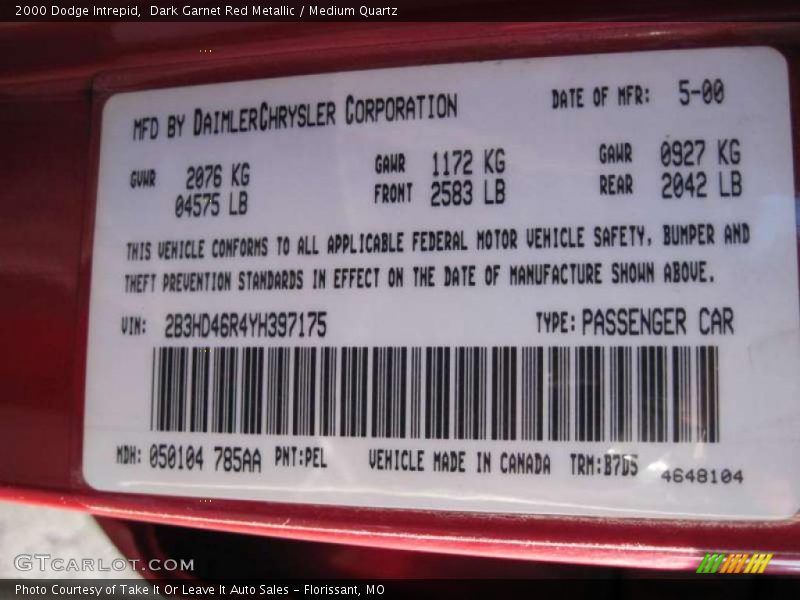 2000 Dodge Intrepid,  Dark Garnet Red Metallic / Medium Quartz
MFD BY DAIMLERCHRYSLER CORPORATION DATE OF MFR: 5-00
GVWR 2076 KG GAWR 1172 KG GAWR 0927 KG
04575 LB FRONT 2583 LB REAR 2042 LB
THIS VEHICLE CONFORMS TO ALL APPLICABLE FEDERAL MOTOR VEHICLE SAFETY, BUMPER AND
THEFT PREVENTION STANDARDS IN EFFECT ON THE DATE OF MANUFACTURE SHOWN ABOVE.
VIN: 2B3HD46R4YH397175 TYPE: PASSENGER CAR
MDH: 050104 785AA PNT:PEL VEHICLE MADE IN CANADA TRM:B7D5 4648104
GTCARLOT.COM
Photo Courtesy of Take It Or Leave It Auto Sales - Florissant, MO